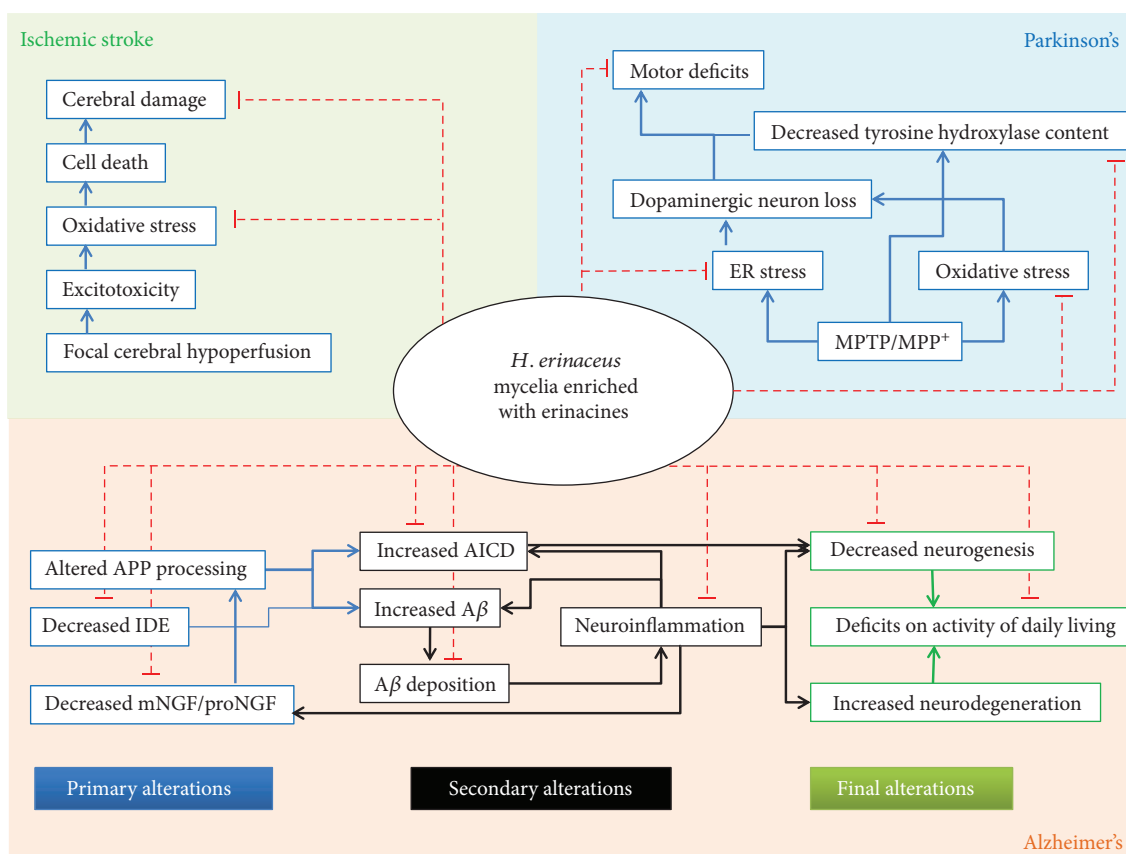 Ischemic stroke
Cerebral damage
Cell death
Oxidative stress
Excitotoxicity
Focal cerebral hypoperfusion
Parkinson's
Motor deficits
Decreased tyrosine hydroxylase content
Dopaminergic neuron loss
ER stress
Oxidative stress
MPTP/MPP⁺
H. erinaceus
mycelia enriched
with erinacines
Altered APP processing
Decreased IDE
Decreased mNGF/proNGF
Increased AICD
Increased Aβ
Aβ deposition
Neuroinflammation
Decreased neurogenesis
Deficits on activity of daily living
Increased neurodegeneration
Primary alterations
Secondary alterations
Final alterations
Alzheimer's